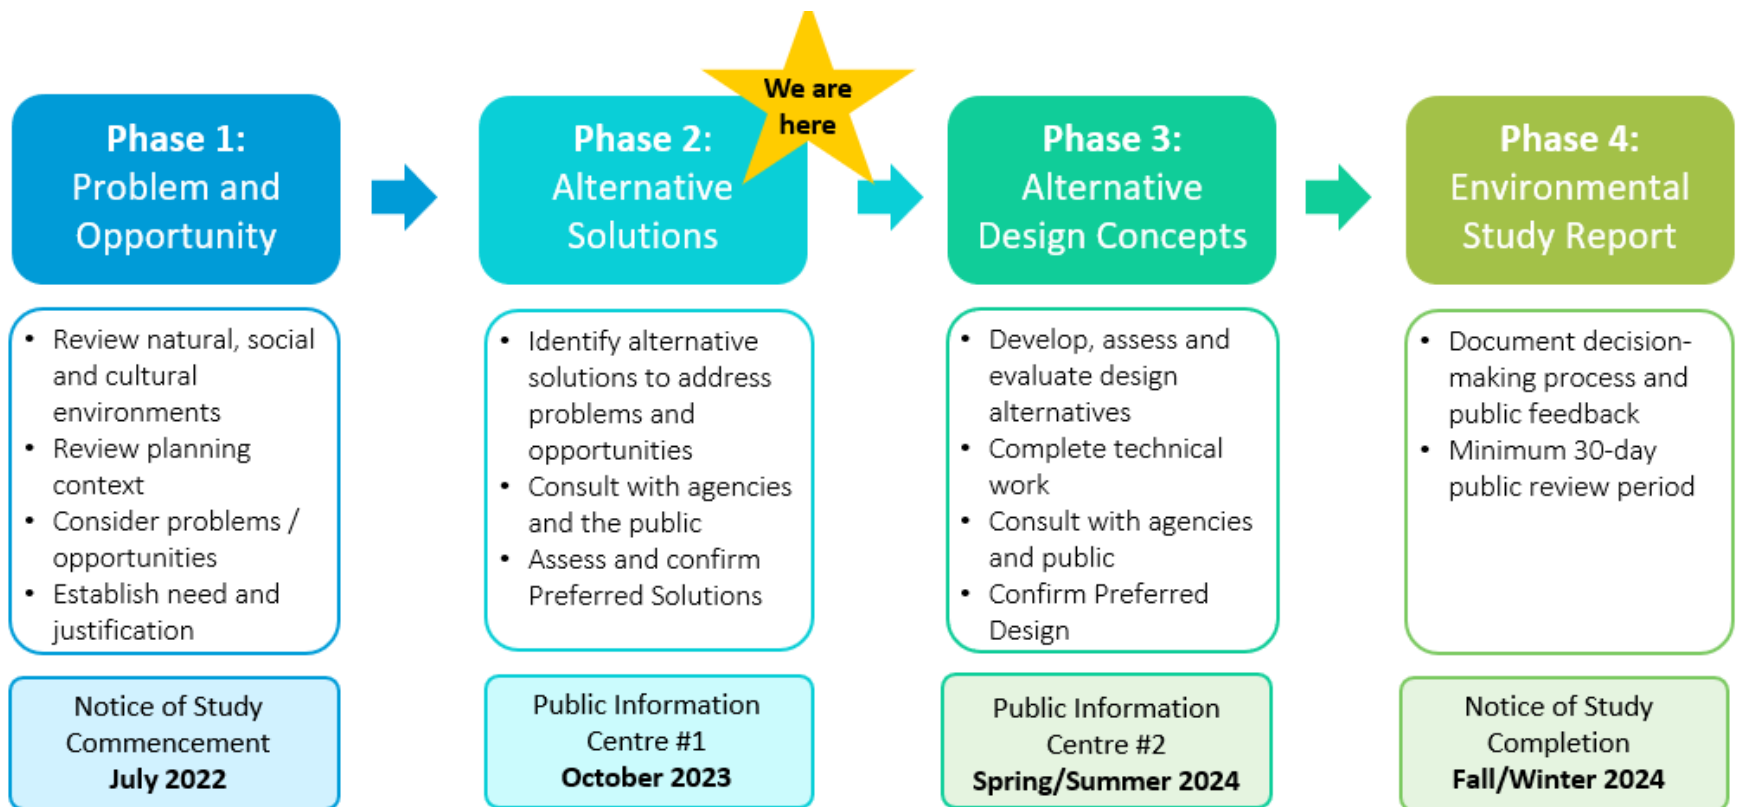 We are
here
Phase 1:
Problem and
Opportunity
Phase 2:
Alternative
Solutions
Phase 3:
Alternative
Design Concepts
Phase 4:
Environmental
Study Report
• Review natural, social
and cultural
environments
• Review planning
context
• Consider problems /
opportunities
• Establish need and
justification
• Identify alternative
solutions to address
problems and
opportunities
• Consult with agencies
and the public
• Assess and confirm
Preferred Solutions
• Develop, assess and
evaluate design
alternatives
• Complete technical
work
• Consult with agencies
and public
• Confirm Preferred
Design
• Document decision-
making process and
public feedback
• Minimum 30-day
public review period
Notice of Study
Commencement
July 2022
Public Information
Centre #1
October 2023
Public Information
Centre #2
Spring/Summer 2024
Notice of Study
Completion
Fall/Winter 2024